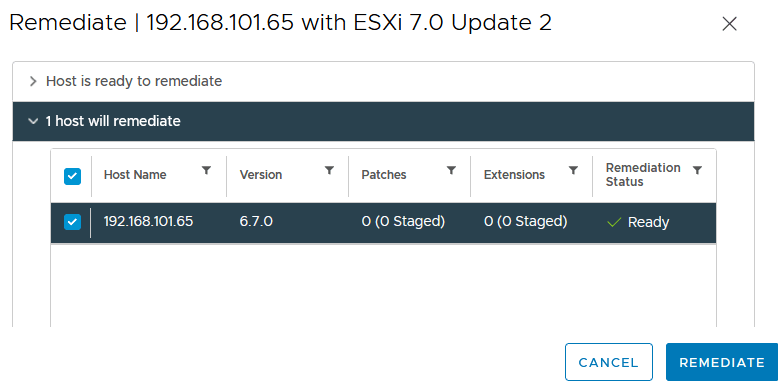 Remediate | 192.168.101.65 with ESXi 7.0 Update 2
Host is ready to remediate
1 host will remediate
Host Name Version Patches Extensions Remediation Status
192.168.101.65 6.7.0 0 (0 Staged) 0 (0 Staged) Ready
CANCEL REMEDIATE